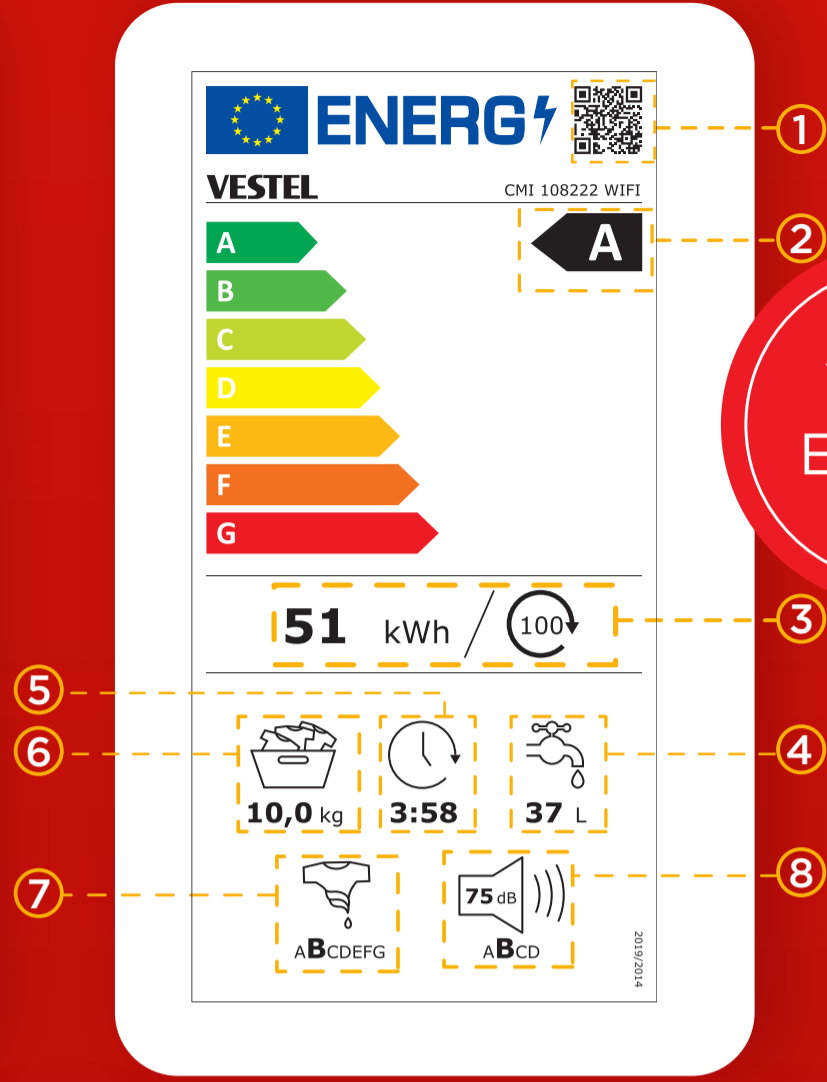 ENERG
1
VESTEL
CMI 108222 WIFI
A
A
2
B
C
D
E
F
G
E
51 kWh / 100
3
5
6
4
10,0 kg
3:58
37 L
7
75 dB
8
ABCDEFG
ABCD
2019/2014